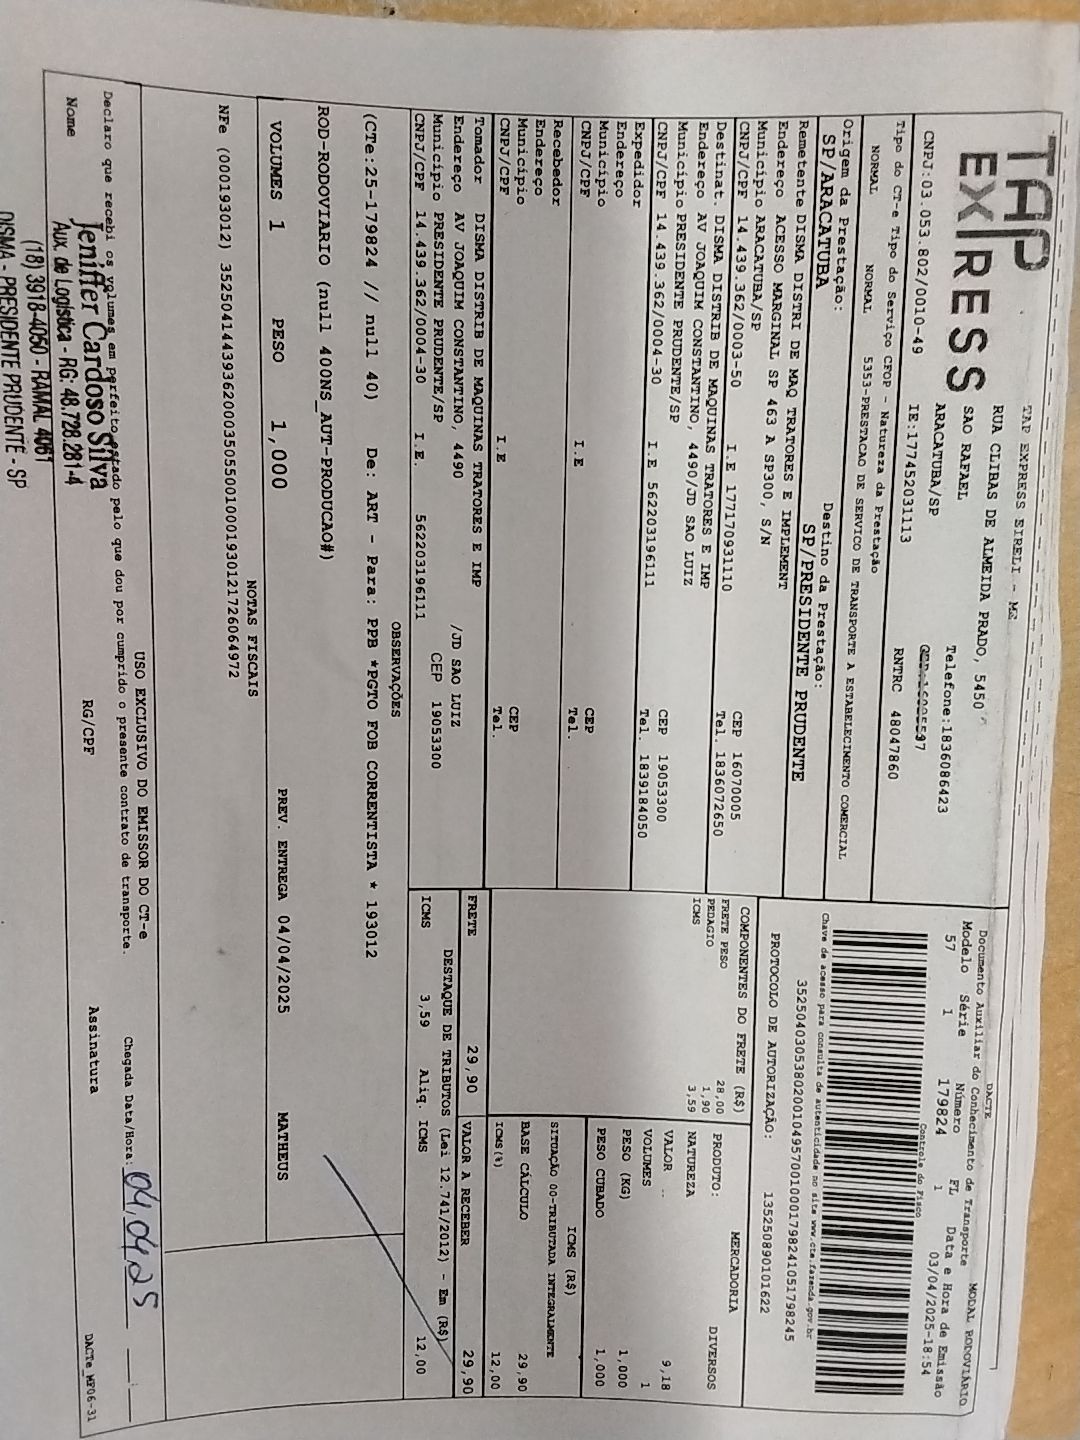 TAP
EXPRESS
TAP EXPRESS EIRELI - ME
RUA CLIBAS DE ALMEIDA PRADO, 5450
SAO RAFAEL
Telefone:1836086423
ARACATUBA/SP
CNPJ:03.053.802/0010-49 IE:177452031113 RNTRC 48047860
Tipo do CT-e Tipo do Serviço CFOP - Natureza da Prestação
NORMAL NORMAL 5353-PRESTACAO DE SERVICO DE TRANSPORTE A ESTABELECIMENTO COMERCIAL
Origem da Prestação: Destino da Prestação:
SP/ARACATUBA SP/PRESIDENTE PRUDENTE
Remetente DISMA DISTRI DE MAQ TRATORES E IMPLEMENT
Endereço ACESSO MARGINAL SP 463 A SP300, S/N
Município ARACATUBA/SP CEP 16070005
CNPJ/CPF 14.439.362/0003-50 I.E 177170931110 Tel. 1836072650
Destinat. DISMA DISTRIB DE MAQUINAS TRATORES E IMP
Endereço AV JOAQUIM CONSTANTINO, 4490/JD SAO LUIZ
Município PRESIDENTE PRUDENTE/SP CEP 19053300
CNPJ/CPF 14.439.362/0004-30 I.E 562203196111 Tel. 1839184050
Expedidor
Endereço
Município CEP
CNPJ/CPF I.E Tel.
Recebedor
Endereço
Município CEP
CNPJ/CPF I.E Tel.
Tomador DISMA DISTRIB DE MAQUINAS TRATORES E IMP
Endereço AV JOAQUIM CONSTANTINO, 4490 /JD SAO LUIZ
Município PRESIDENTE PRUDENTE/SP CEP 19053300
CNPJ/CPF 14.439.362/0004-30 I.E. 562203196111
DACTE
Documento Auxiliar do Conhecimento de Transporte MODAL RODOVIÁRIO
Modelo Série Número FL Data e Hora de Emissão
57 1 179824 1 03/04/2025-18:54
Controle do Fisco
Chave de acesso para consulta de autenticidade no site www.cte.fazenda.gov.br
35250403053802001049570010001798241051798245
PROTOCOLO DE AUTORIZAÇÃO: 135250890101622
COMPONENTES DO FRETE (R$)
FRETE PESO 28,00
PEDAGIO 1,90
ICMS 3,59
MERCADORIA
PRODUTO: DIVERSOS
NATUREZA
VALOR 9,18
VOLUMES 1
PESO (KG) 1,000
PESO CUBADO 1,000
ICMS (R$)
SITUAÇÃO 00-TRIBUTADA INTEGRALMENTE
BASE CÁLCULO 29,90
ICMS(%) 12,00
FRETE 29,90 VALOR A RECEBER 29,90
DESTAQUE DE TRIBUTOS (Lei 12.741/2012) - Em (R$)
ICMS 3,59 Aliq. ICMS 12,00
OBSERVAÇÕES
(CTe:25-179824 // null 40) De: ART - Para: PPB *PGTO FOB CORRENTISTA * 193012
ROD-RODOVIARIO (null 400NS_AUT-PRODUCAO#)
VOLUMES 1 PESO 1,000 PREV. ENTREGA 04/04/2025 MATHEUS
NOTAS FISCAIS
NFe (000193012) 35250414439362000350550010001930121726064972
USO EXCLUSIVO DO EMISSOR DO CT-e
Declaro que recebi os volumes em perfeito estado pelo que dou por cumprido o presente contrato de transporte. Chegada Data/Hora: 04.04.25
Nome RG/CPF Assinatura DACTe_MP06-31
Jeniffer Cardoso Silva
Aux. de Logística - RG: 48.728.281-4
(18) 3918-4050 - RAMAL 4061
DISMA - PRESIDENTE PRUDENTE - SP